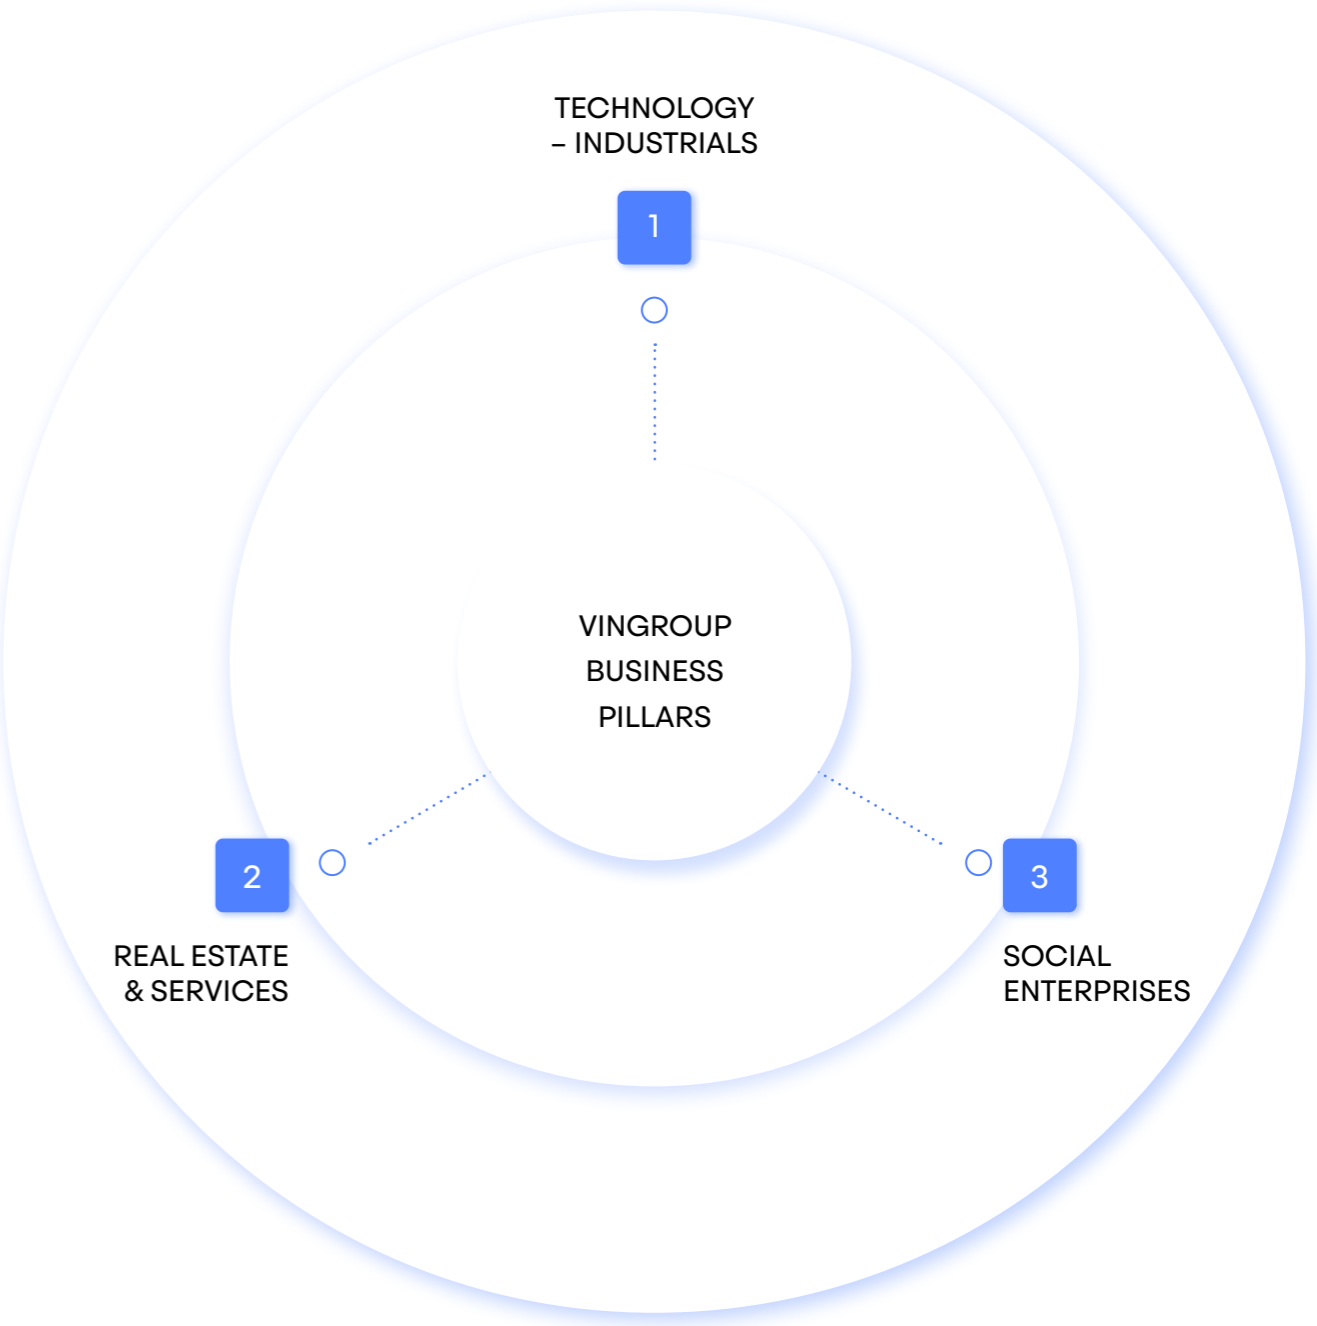 TECHNOLOGY
– INDUSTRIALS
1
VINGROUP
BUSINESS
PILLARS
2
REAL ESTATE
& SERVICES
3
SOCIAL
ENTERPRISES